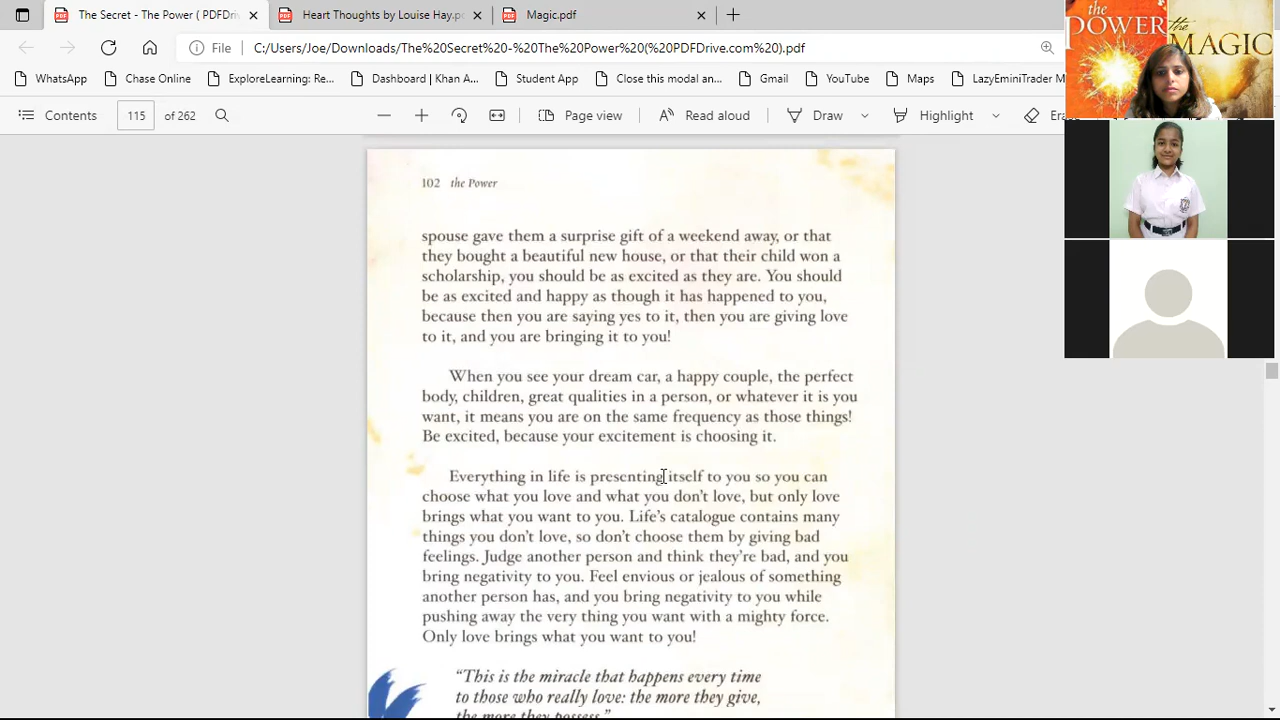 The Secret - The Power ( PDFDri
Heart Thoughts by Louise Hay.p
Magic.pdf
File
C:/Users/Joe/Downloads/The%20Secret%20-%20The%20Power%20(%20PDFDrive.com%20).pdf
WhatsApp
Chase Online
ExploreLearning: Re...
Dashboard | Khan A...
Student App
Close this modal an...
Gmail
YouTube
Maps
LazyEminiTrader M
Contents
115
of 262
Page view
Read aloud
Draw
Highlight
Era
the
POWER
the
MAGIC
102 the Power
spouse gave them a surprise gift of a weekend away, or that
they bought a beautiful new house, or that their child won a
scholarship, you should be as excited as they are. You should
be as excited and happy as though it has happened to you,
because then you are saying yes to it, then you are giving love
to it, and you are bringing it to you!
When you see your dream car, a happy couple, the perfect
body, children, great qualities in a person, or whatever it is you
want, it means you are on the same frequency as those things!
Be excited, because your excitement is choosing it.
Everything in life is presenting itself to you so you can
choose what you love and what you don't love, but only love
brings what you want to you. Life's catalogue contains many
things you don't love, so don't choose them by giving bad
feelings. Judge another person and think they're bad, and you
bring negativity to you. Feel envious or jealous of something
another person has, and you bring negativity to you while
pushing away the very thing you want with a mighty force.
Only love brings what you want to you!
"This is the miracle that happens every time
to those who really love: the more they give,
the more they possess."